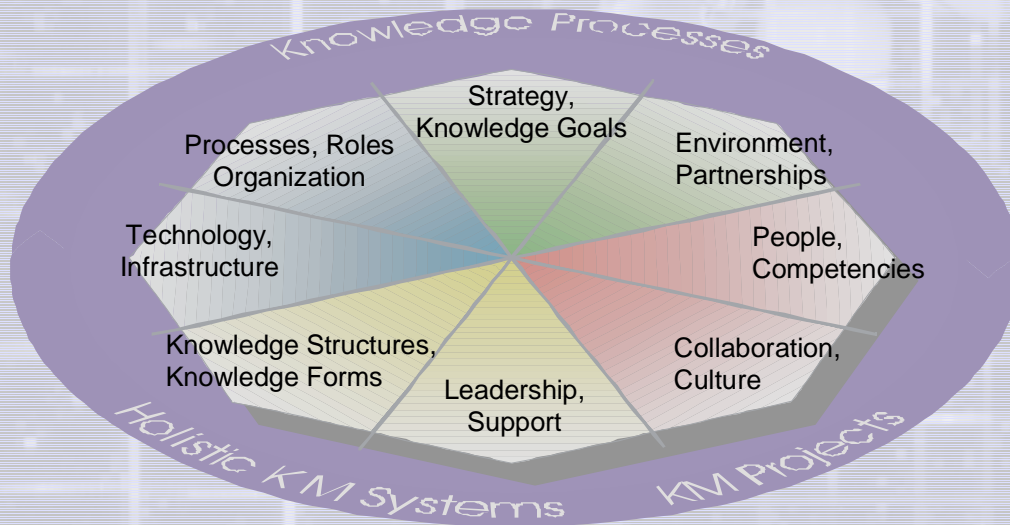 Knowledge Processes
Strategy,
Knowledge Goals
Environment,
Partnerships
People,
Competencies
Collaboration,
Culture
Leadership,
Support
Knowledge Structures,
Knowledge Forms
Technology,
Infrastructure
Processes, Roles
Organization
Holistic KM Systems
KM Projects